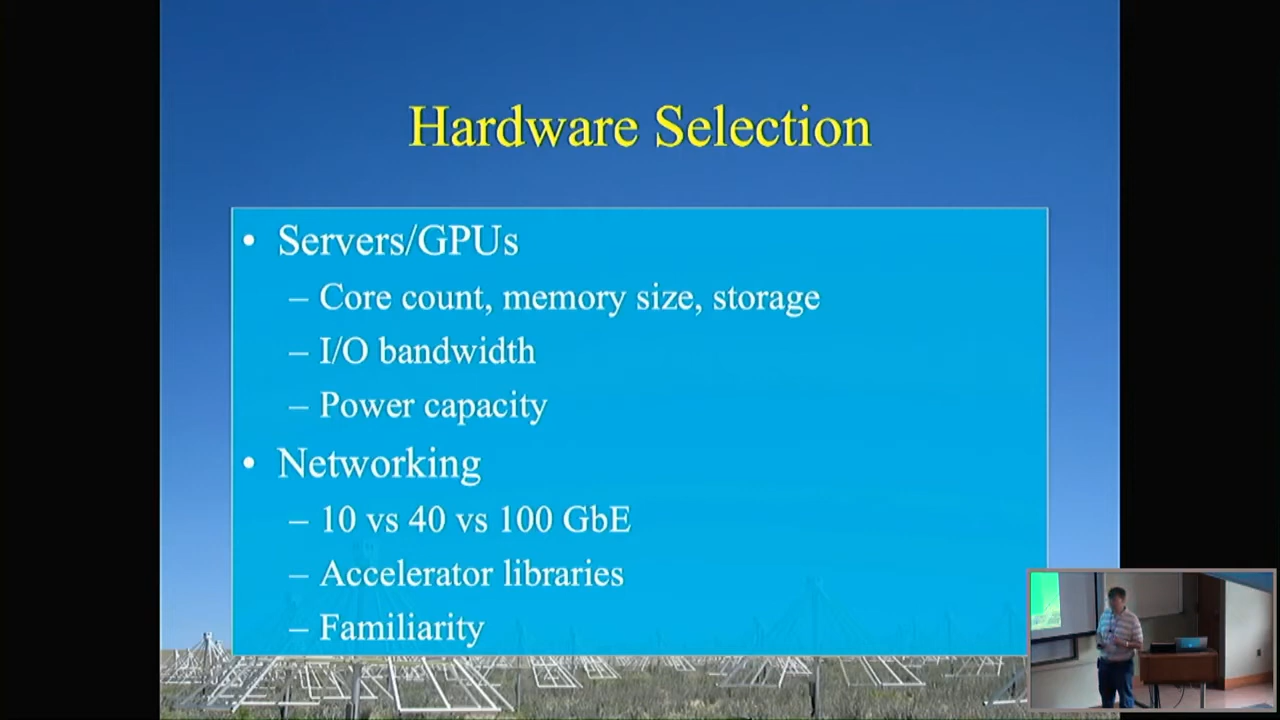 Hardware Selection
• Servers/GPUs
– Core count, memory size, storage
– I/O bandwidth
– Power capacity
• Networking
– 10 vs 40 vs 100 GbE
– Accelerator libraries
– Familiarity